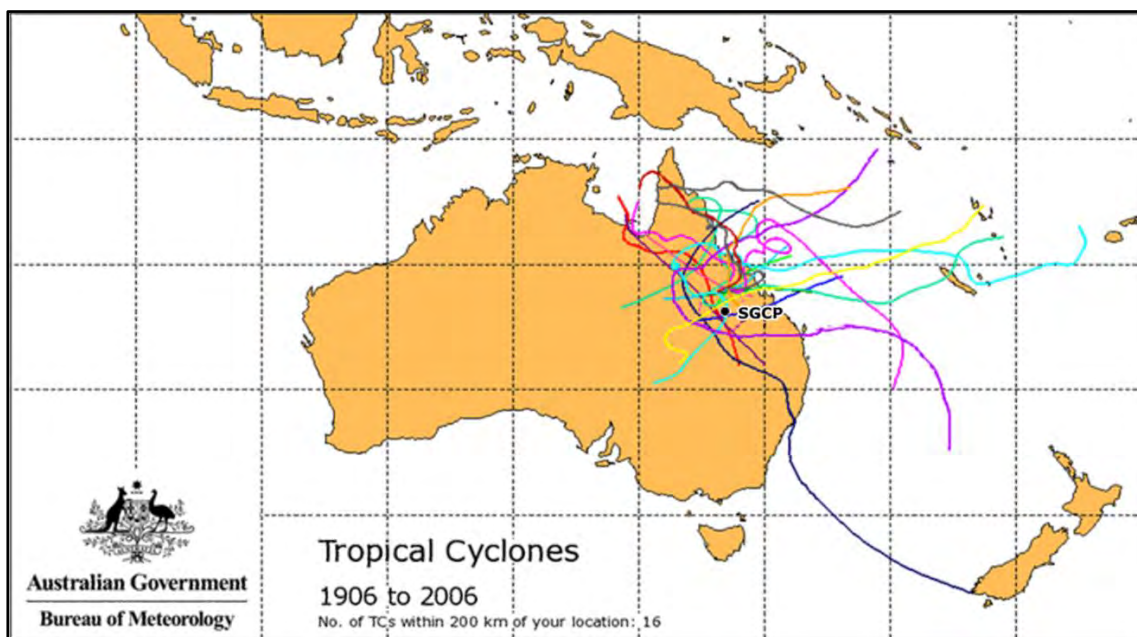 SGCP
Australian Government
Bureau of Meteorology
Tropical Cyclones
1906 to 2006
No. of TCs within 200 km of your location: 16